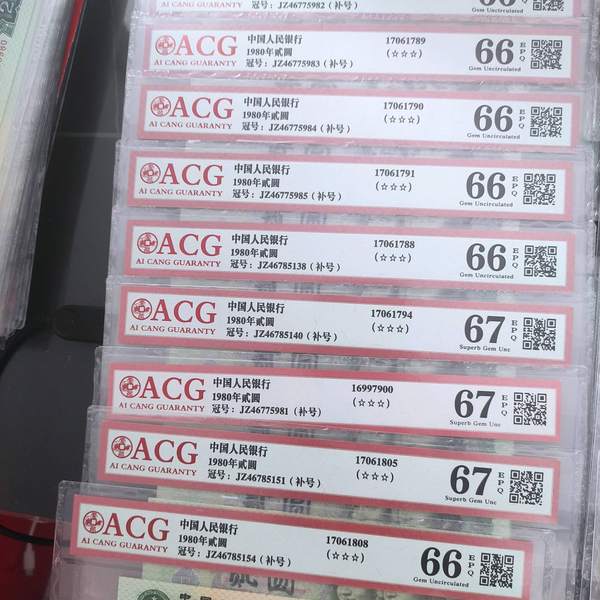 冠号：JZ46775982（补号）
Gem Uncirculated
ACG
AI CANG GUARANTY
中国人民银行
1980年贰圆
冠号：JZ46775983（补号）
17061789
(☆☆☆)
66
EPQ
Gem Uncirculated
ACG
AI CANG GUARANTY
中国人民银行
1980年贰圆
冠号：JZ46775984（补号）
17061790
(☆☆☆)
66
EPQ
Gem Uncirculated
ACG
AI CANG GUARANTY
中国人民银行
1980年贰圆
冠号：JZ46775985（补号）
17061791
(☆☆☆)
66
EPQ
Gem Uncirculated
ACG
AI CANG GUARANTY
中国人民银行
1980年贰圆
冠号：JZ46785138（补号）
17061788
(☆☆☆)
66
EPQ
Gem Uncirculated
ACG
AI CANG GUARANTY
中国人民银行
1980年贰圆
冠号：JZ46785140（补号）
17061794
(☆☆☆)
67
EPQ
Superb Gem Unc
ACG
AI CANG GUARANTY
中国人民银行
1980年贰圆
冠号：JZ46775981（补号）
16997900
(☆☆☆)
67
EPQ
Superb Gem Unc
ACG
AI CANG GUARANTY
中国人民银行
1980年贰圆
冠号：JZ46785151（补号）
17061805
(☆☆☆)
67
EPQ
Superb Gem Unc
ACG
AI CANG GUARANTY
中国人民银行
1980年贰圆
冠号：JZ46785154（补号）
17061808
(☆☆☆)
66
EPQ
Gem Uncirculated
贰圆